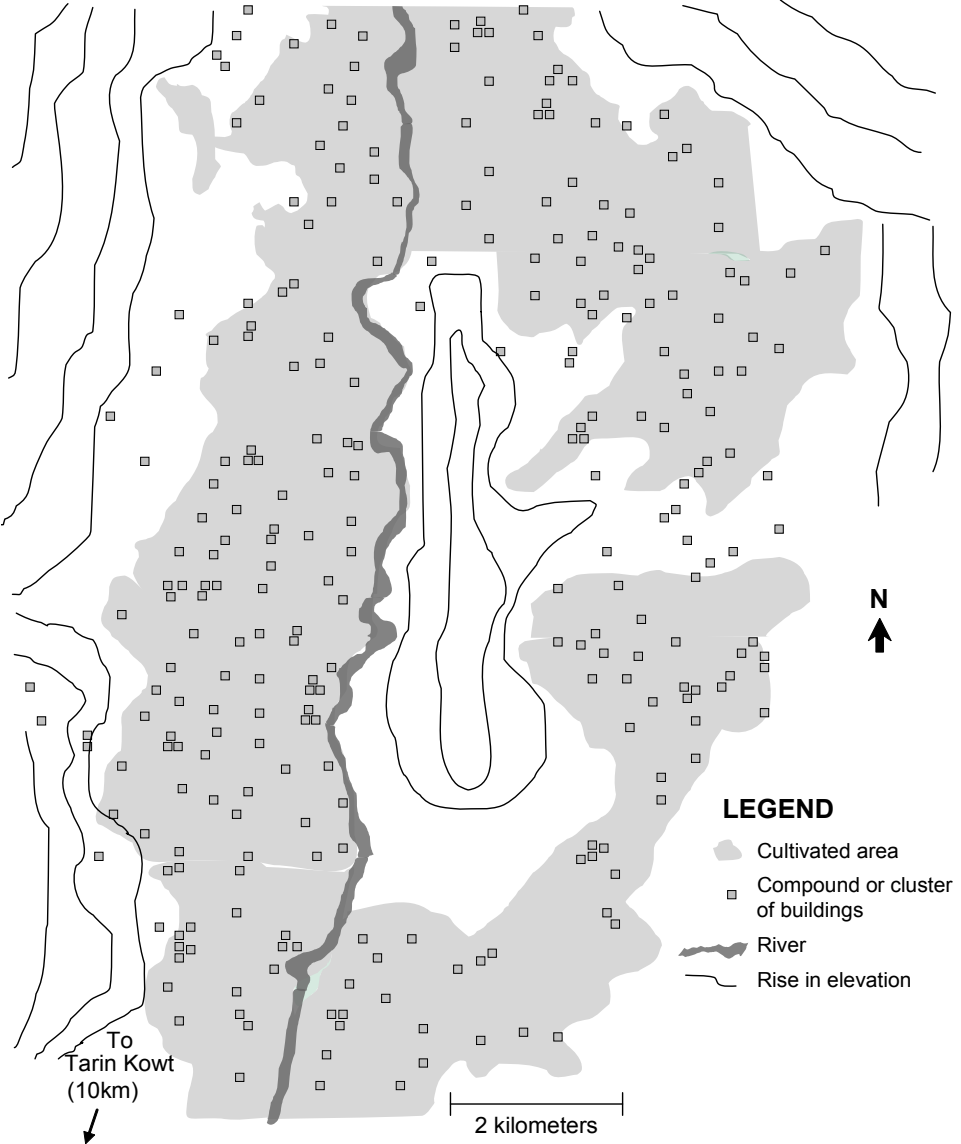 N
LEGEND
Cultivated area
Compound or cluster
of buildings
River
Rise in elevation
To
Tarin Kowt
(10km)
2 kilometers